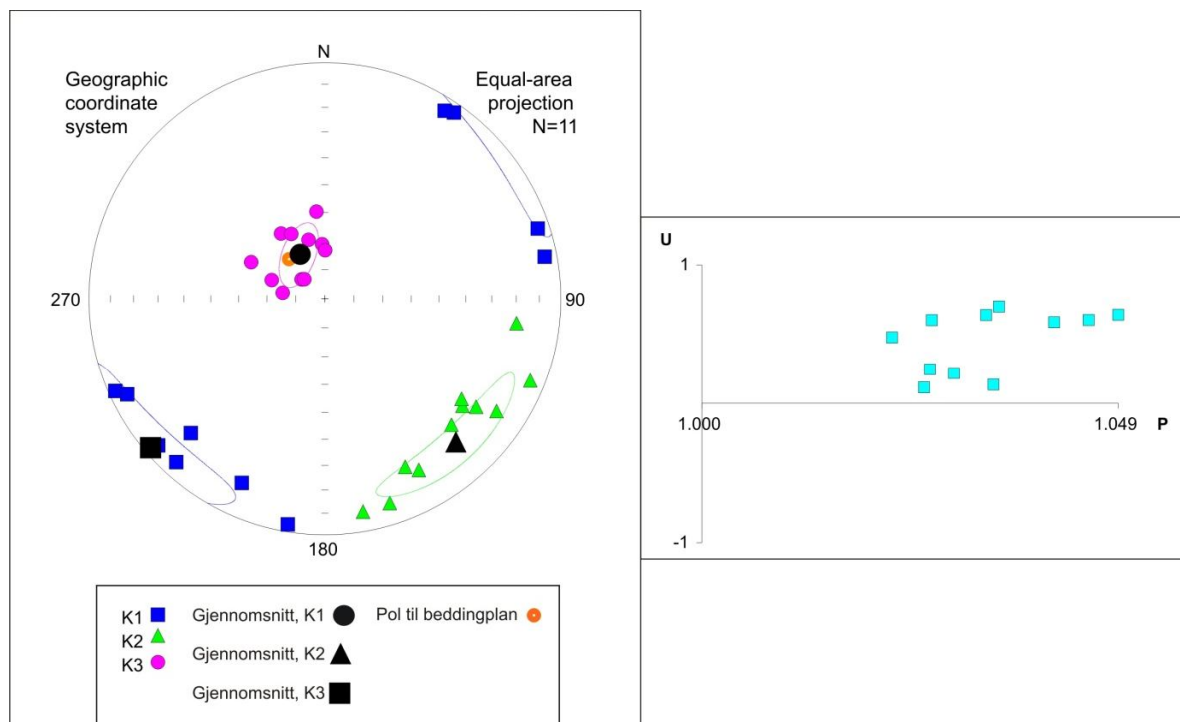 N
Geographic
coordinate
system
Equal-area
projection
N=11
270
90
180
K1
K2
K3
Gjennomsnitt, K1
Gjennomsnitt, K2
Gjennomsnitt, K3
Pol til beddingplan
U
1
1.000
1.049
P
-1